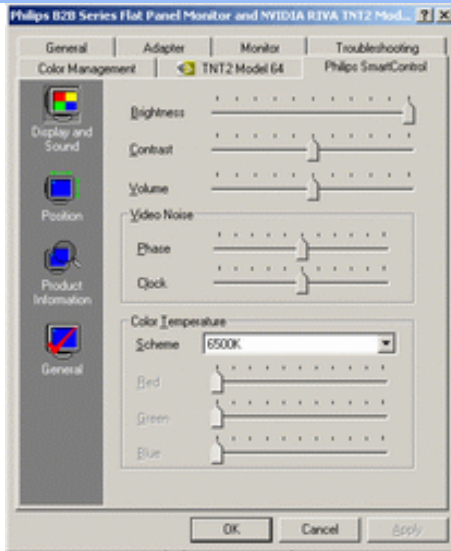 Philips B2B Series Flat Panel Monitor and NVIDIA RIVA TNT2 Mod...
General Adapter Monitor Troubleshooting
Color Management TNT2 Model 64 Philips SmartControl
Display and
Sound
Position
Product
Information
General
Brightness
Contrast
Volume
Video Noise
Phase
Clock
Color Temperature
Scheme 6500K
Red
Green
Blue
OK Cancel Apply